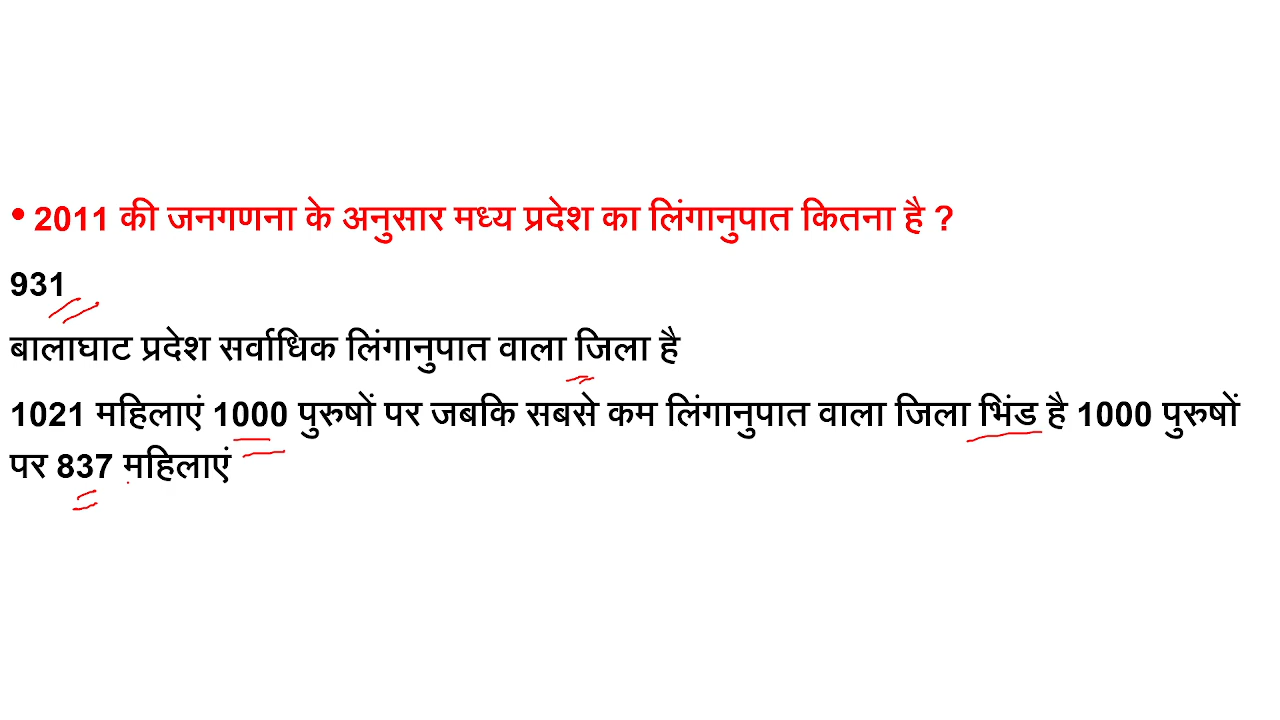 • 2011 की जनगणना के अनुसार मध्य प्रदेश का लिंगानुपात कितना है ?
931
बालाघाट प्रदेश सर्वाधिक लिंगानुपात वाला जिला है
1021 महिलाएं 1000 पुरुषों पर जबकि सबसे कम लिंगानुपात वाला जिला भिंड है 1000 पुरुषों
पर 837 महिलाएं